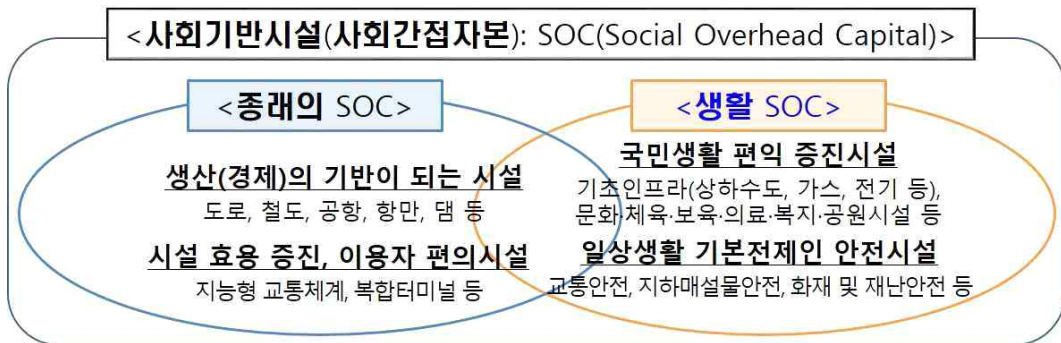 <사회기반시설(사회간접자본): SOC(Social Overhead Capital)>
<종래의 SOC>
생산(경제)의 기반이 되는 시설
도로, 철도, 공항, 항만, 댐 등
시설 효용 증진, 이용자 편의시설
지능형 교통체계, 복합터미널 등
<생활 SOC>
국민생활 편익 증진시설
기초인프라(상하수도, 가스, 전기 등),
문화·체육·보육·의료·복지·공원시설 등
일상생활 기본전제인 안전시설
교통안전, 지하매설물안전, 화재 및 재난안전 등